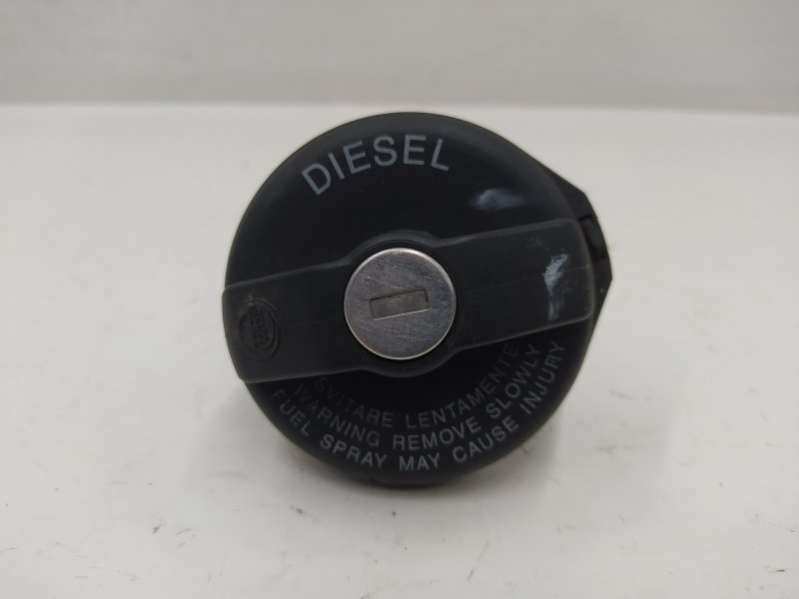 DIESEL
SVITARE LENTAMENTE
WARNING REMOVE SLOWLY
FUEL SPRAY MAY CAUSE INJURY